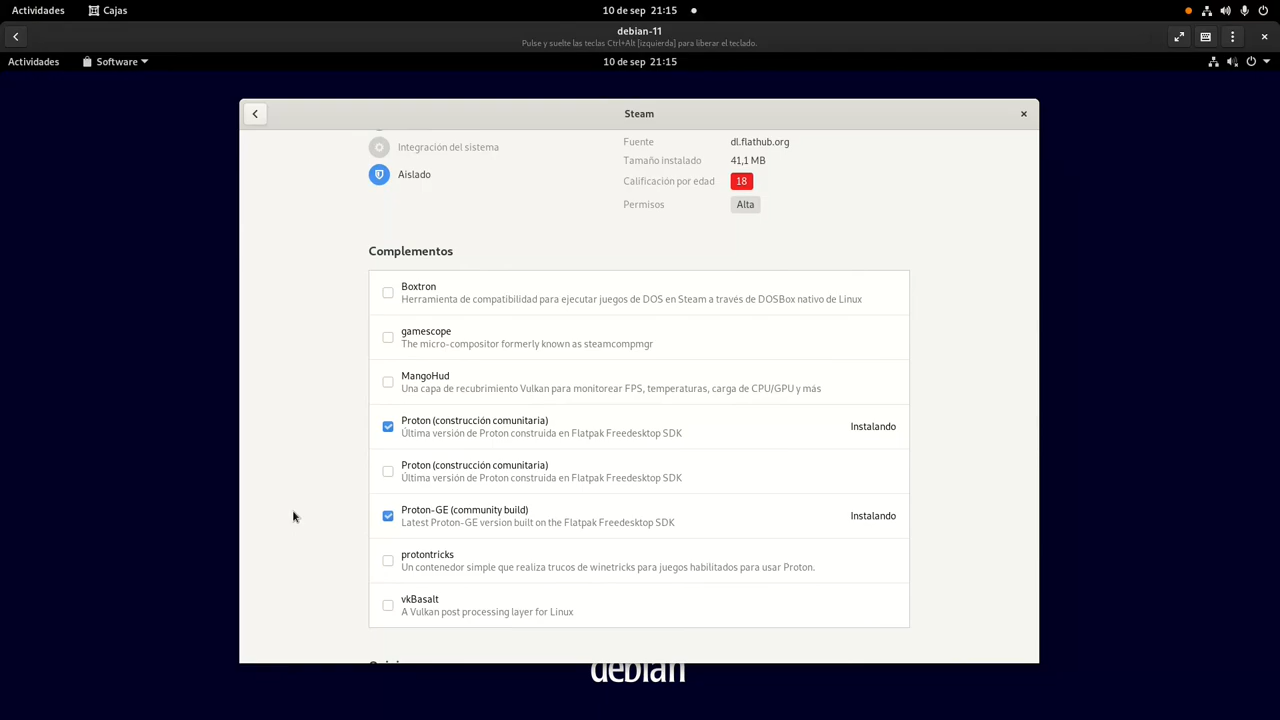 Actividades
Cajas
10 de sep 21:15
debian-11
Pulse y suelte las teclas Ctrl+Alt [izquierda] para liberar el teclado.
Actividades
Software
10 de sep 21:15
Steam
Integración del sistema
Aislado
Fuente
dl.flathub.org
Tamaño instalado
41,1 MB
Calificación por edad
18
Permisos
Alta
Complementos
Boxtron
Herramienta de compatibilidad para ejecutar juegos de DOS en Steam a través de DOSBox nativo de Linux
gamescope
The micro-compositor formerly known as steamcompmgr
MangoHud
Una capa de recubrimiento Vulkan para monitorear FPS, temperaturas, carga de CPU/GPU y más
Proton (construcción comunitaria)
Última versión de Proton construida en Flatpak Freedesktop SDK
Instalando
Proton (construcción comunitaria)
Última versión de Proton construida en Flatpak Freedesktop SDK
Proton-GE (community build)
Latest Proton-GE version built on the Flatpak Freedesktop SDK
Instalando
protontricks
Un contenedor simple que realiza trucos de winetricks para juegos habilitados para usar Proton.
vkBasalt
A Vulkan post processing layer for Linux
debian